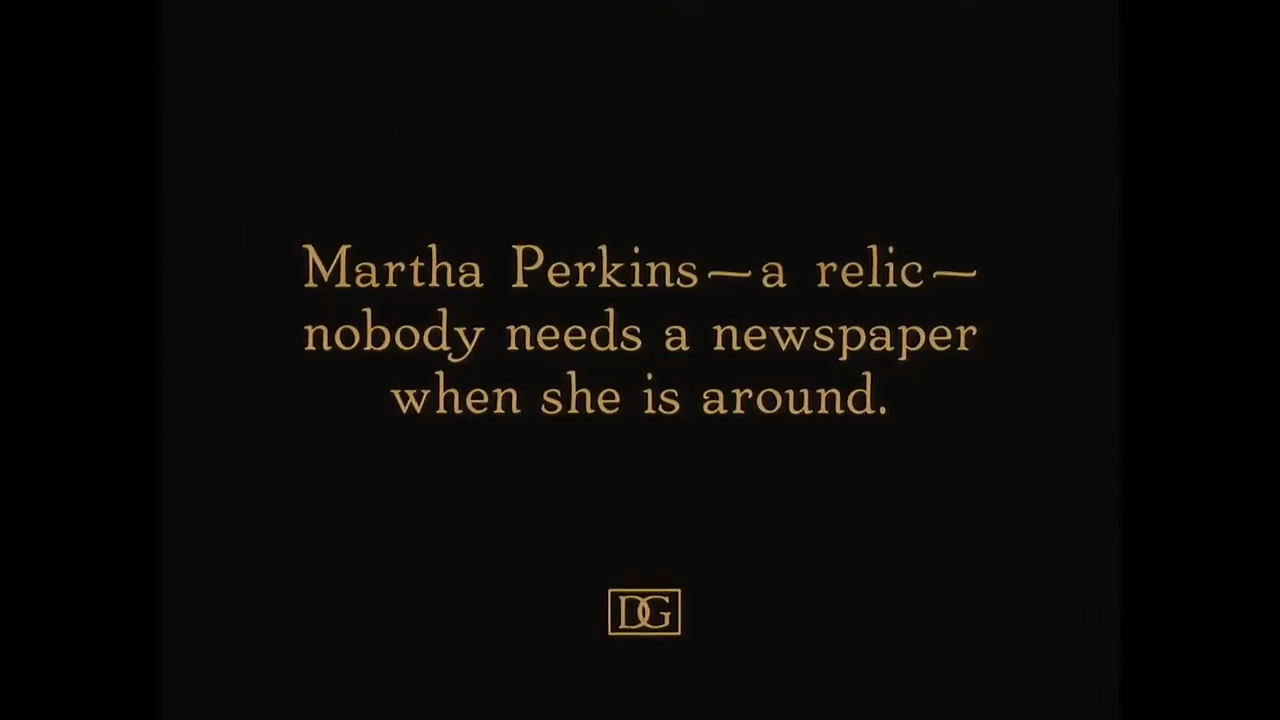 Martha Perkins—a relic—
nobody needs a newspaper
when she is around.
DG